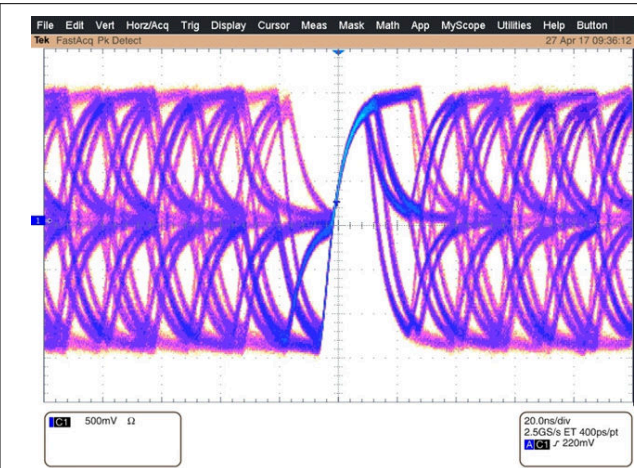 File Edit Vert Horz/Acq Trig Display Cursor Meas Mask Math App MyScope Utilities Help Button
Tek FastAcq Pk Detect 27 Apr 17 09:36:12
1
C1 500mV Ω
20.0ns/div
2.5GS/s ET 400ps/pt
A C1 ∫ 220mV